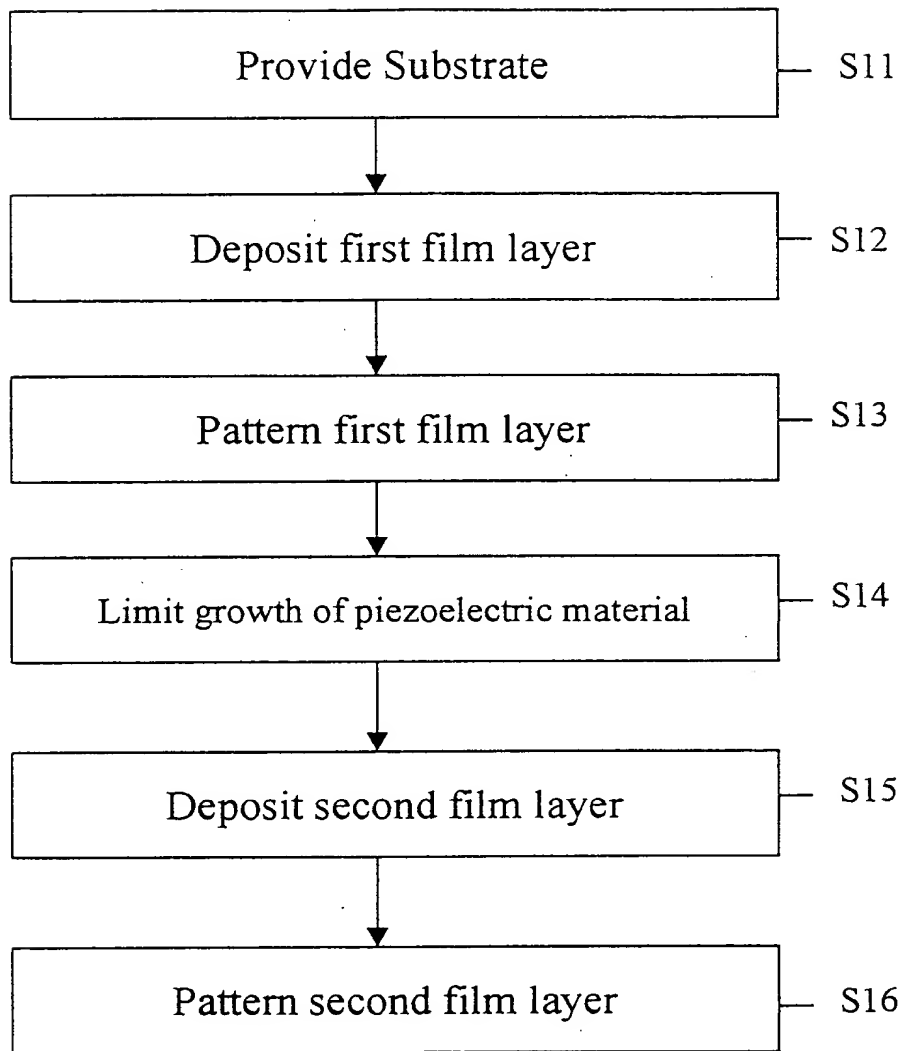 Provide Substrate S11
Deposit first film layer S12
Pattern first film layer S13
Limit growth of piezoelectric material S14
Deposit second film layer S15
Pattern second film layer S16